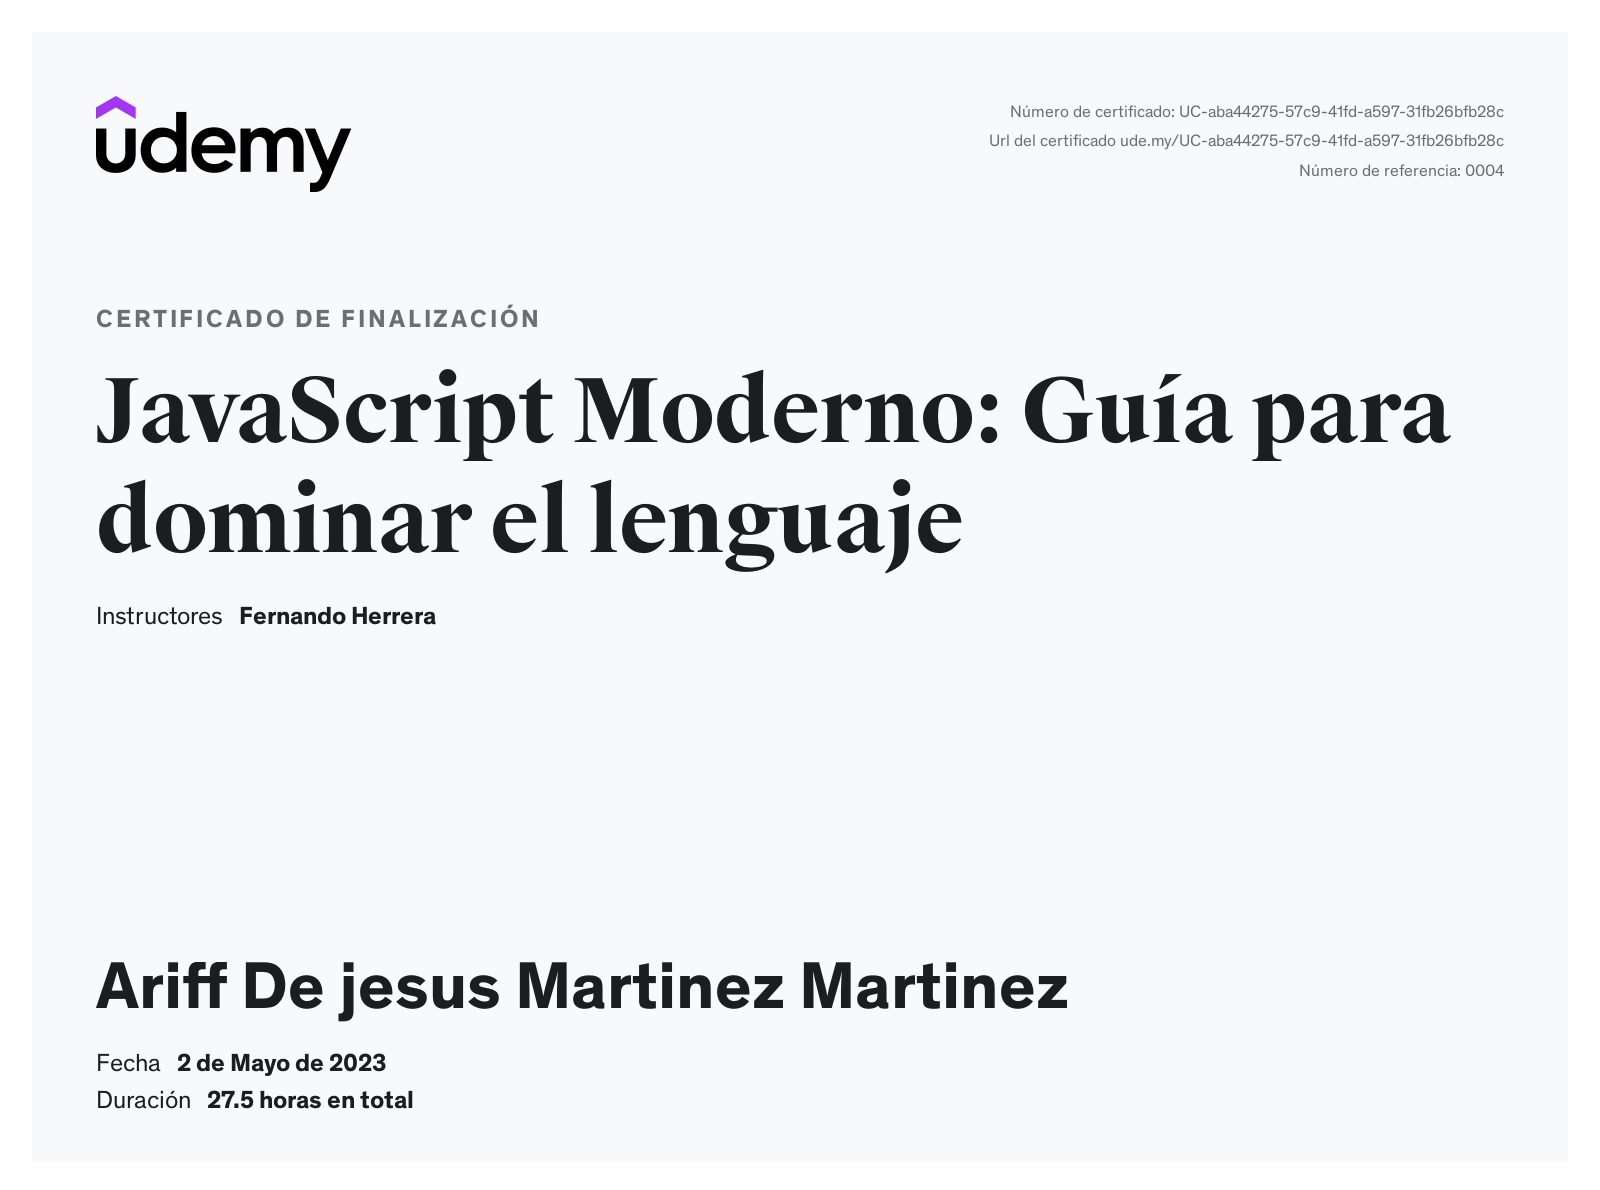 udemy
Número de certificado: UC-aba44275-57c9-41fd-a597-31fb26bfb28c
Url del certificado ude.my/UC-aba44275-57c9-41fd-a597-31fb26bfb28c
Número de referencia: 0004
CERTIFICADO DE FINALIZACIÓN
JavaScript Moderno: Guía para
dominar el lenguaje
Instructores Fernando Herrera
Ariff De jesus Martinez Martinez
Fecha 2 de Mayo de 2023
Duración 27.5 horas en total